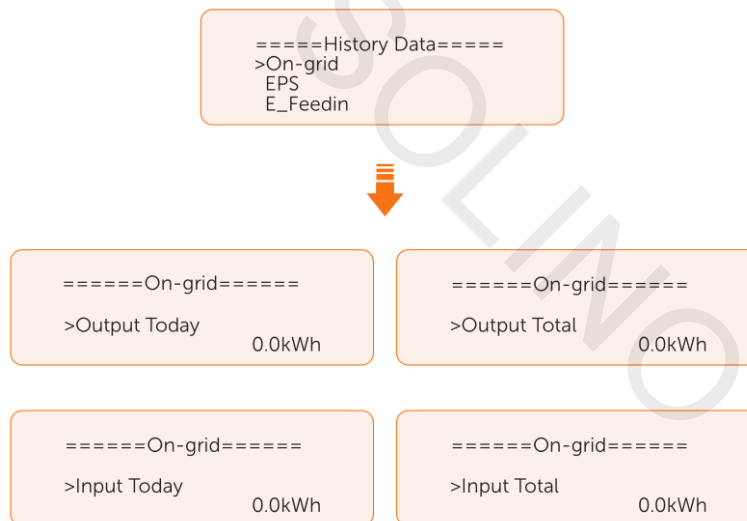 =====History Data=====
>On-grid
EPS
E_Feedin
======On-grid======
>Output Today
0.0kWh
======On-grid======
>Output Total
0.0kWh
======On-grid======
>Input Today
0.0kWh
======On-grid======
>Input Total
0.0kWh
SOLINO